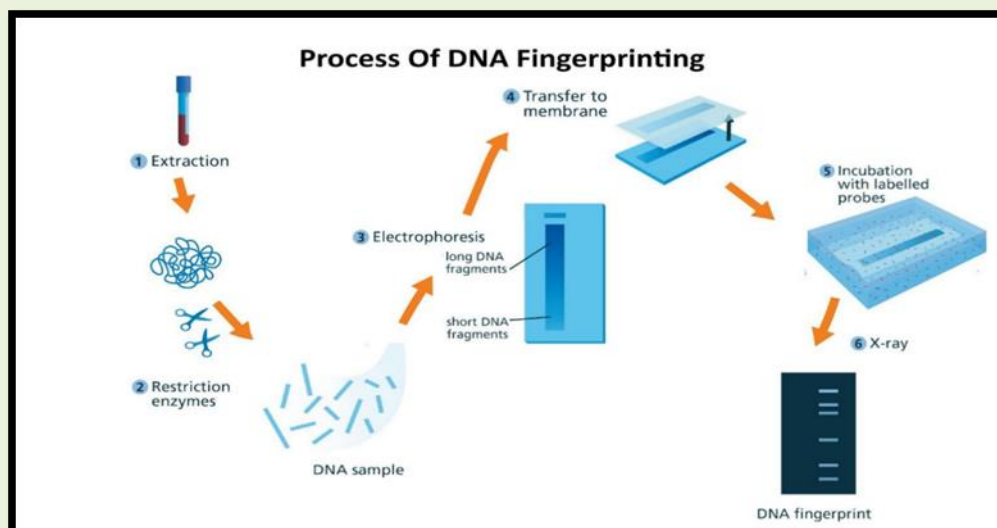 Process Of DNA Fingerprinting
1 Extraction
2 Restriction
enzymes
DNA sample
3 Electrophoresis
long DNA
fragments
short DNA
fragments
4 Transfer to
membrane
5 Incubation
with labelled
probes
6 X-ray
DNA fingerprint